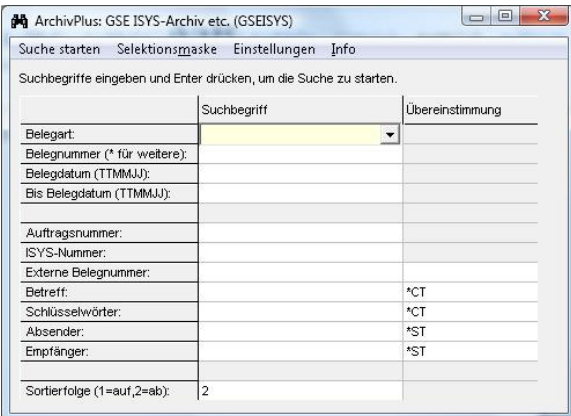 ArchivPlus: GSE ISYS-Archiv etc. (GSEISYS)
Suche starten Selektionsmaske Einstellungen Info
Suchbegriffe eingeben und Enter drücken, um die Suche zu starten.
Suchbegriff Übereinstimmung
Belegart:
Belegnummer (* für weitere):
Belegdatum (TTMMJJ):
Bis Belegdatum (TTMMJJ):
Auftragsnummer:
ISYS-Nummer:
Externe Belegnummer:
Betreff: *CT
Schlüsselwörter: *CT
Absender: *ST
Empfänger: *ST
Sortierfolge (1=auf,2=ab): 2